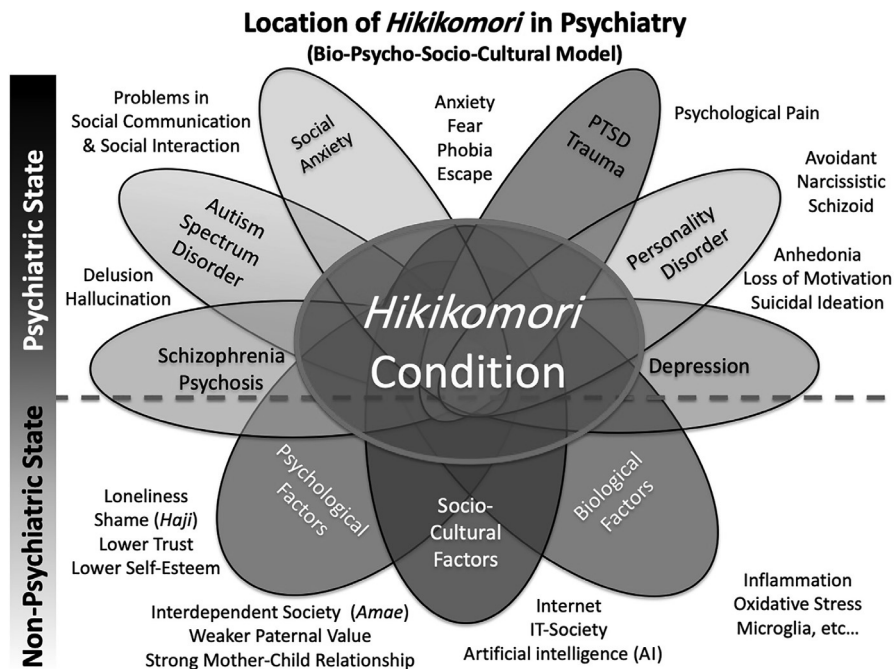 Location of Hikikomori in Psychiatry
(Bio-Psycho-Socio-Cultural Model)
Psychiatric State
Non-Psychiatric State
Problems in
Social Communication
& Social Interaction
Social
Anxiety
Anxiety
Fear
Phobia
Escape
PTSD
Trauma
Psychological Pain
Avoidant
Narcissistic
Schizoid
Autism
Spectrum
Disorder
Personality
Disorder
Delusion
Hallucination
Anhedonia
Loss of Motivation
Suicidal Ideation
Schizophrenia
Psychosis
Hikikomori
Condition
Depression
Psychological
Factors
Socio-
Cultural
Factors
Biological
Factors
Loneliness
Shame (Haji)
Lower Trust
Lower Self-Esteem
Interdependent Society (Amae)
Weaker Paternal Value
Strong Mother-Child Relationship
Internet
IT-Society
Artificial intelligence (AI)
Inflammation
Oxidative Stress
Microglia, etc...